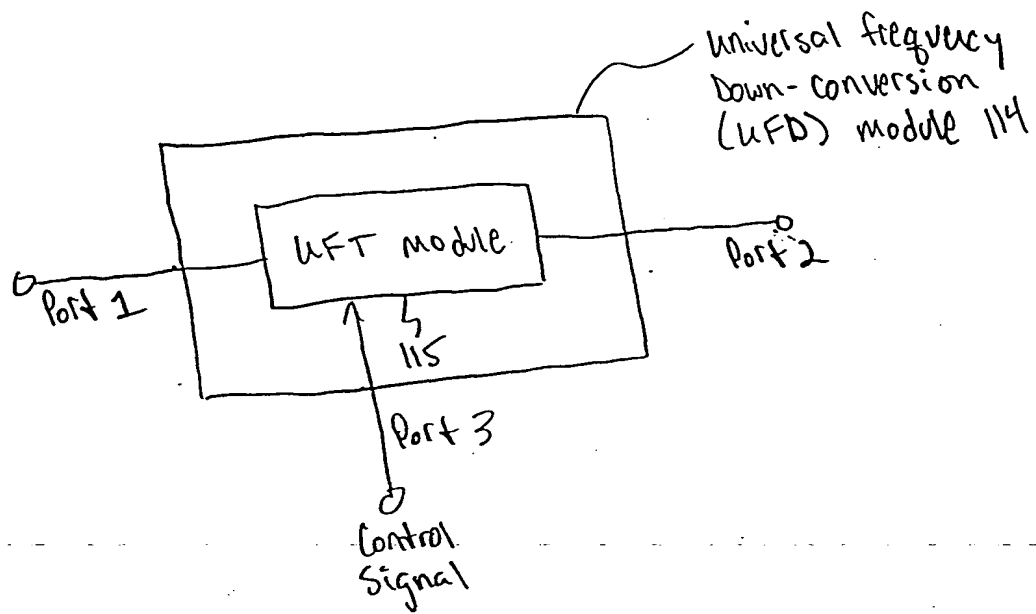 universal frequency
Down-conversion
(UFD) module 114
UFT module
Port 1
Port 2
115
Port 3
Control
Signal